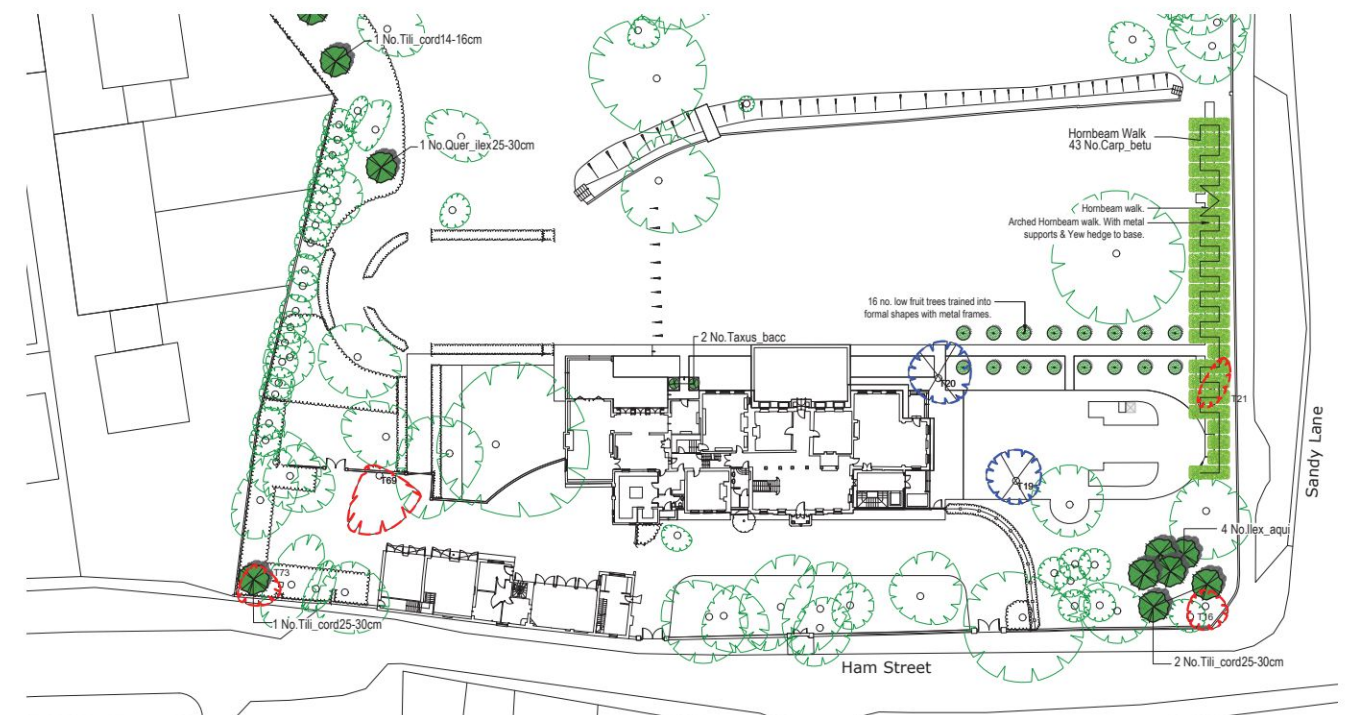 1 No.Tili_cord14-16cm
1 No.Quer_ilex25-30cm
Hornbeam Walk
43 No.Carp_betu
Hornbeam walk.
Arched Hornbeam walk. With metal
supports & Yew hedge to base.
16 no. low fruit trees trained into
formal shapes with metal frames.
2 No.Taxus_bacc
T20
T21
Sandy Lane
T69
T19
4 No.Ilex_aqui
T73
T16
1 No.Tili_cord25-30cm
Ham Street
2 No.Tili_cord25-30cm